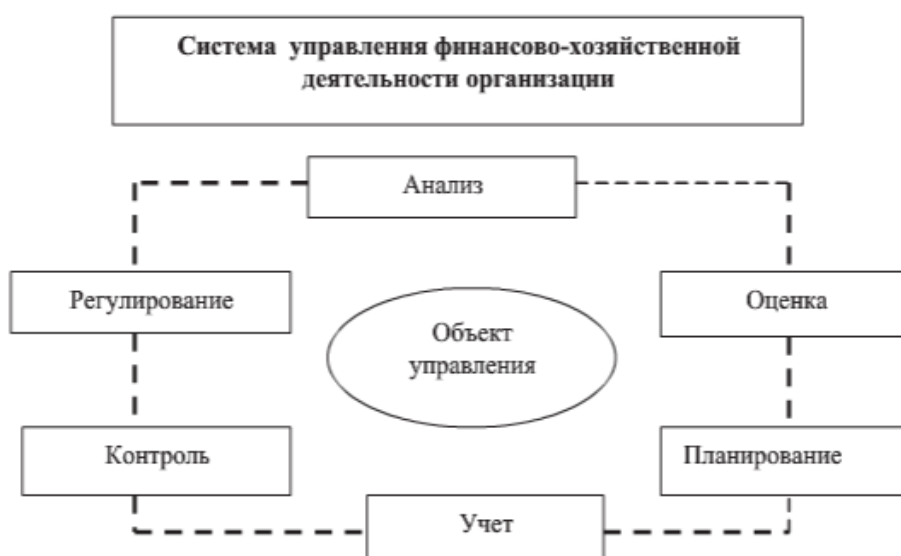 Система управления финансово-хозяйственной
деятельности организации
Анализ
Регулирование
Оценка
Объект
управления
Контроль
Планирование
Учет